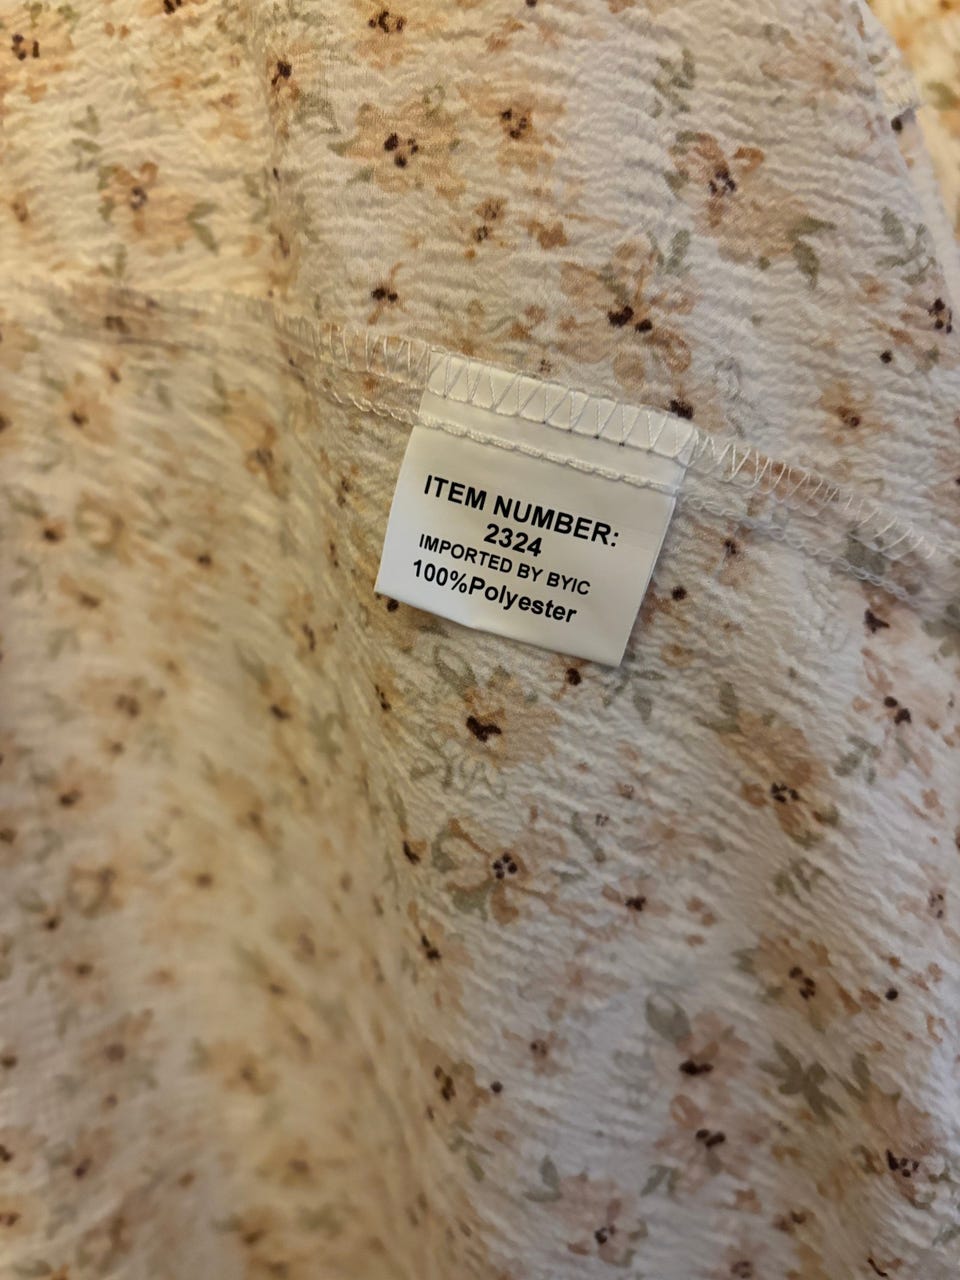 ITEM NUMBER:
2324
IMPORTED BY BYIC
100%Polyester